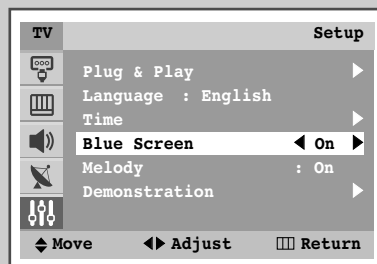 TV Setup
Plug & Play
Language : English
Time
Blue Screen On
Melody : On
Demonstration
Move Adjust Return